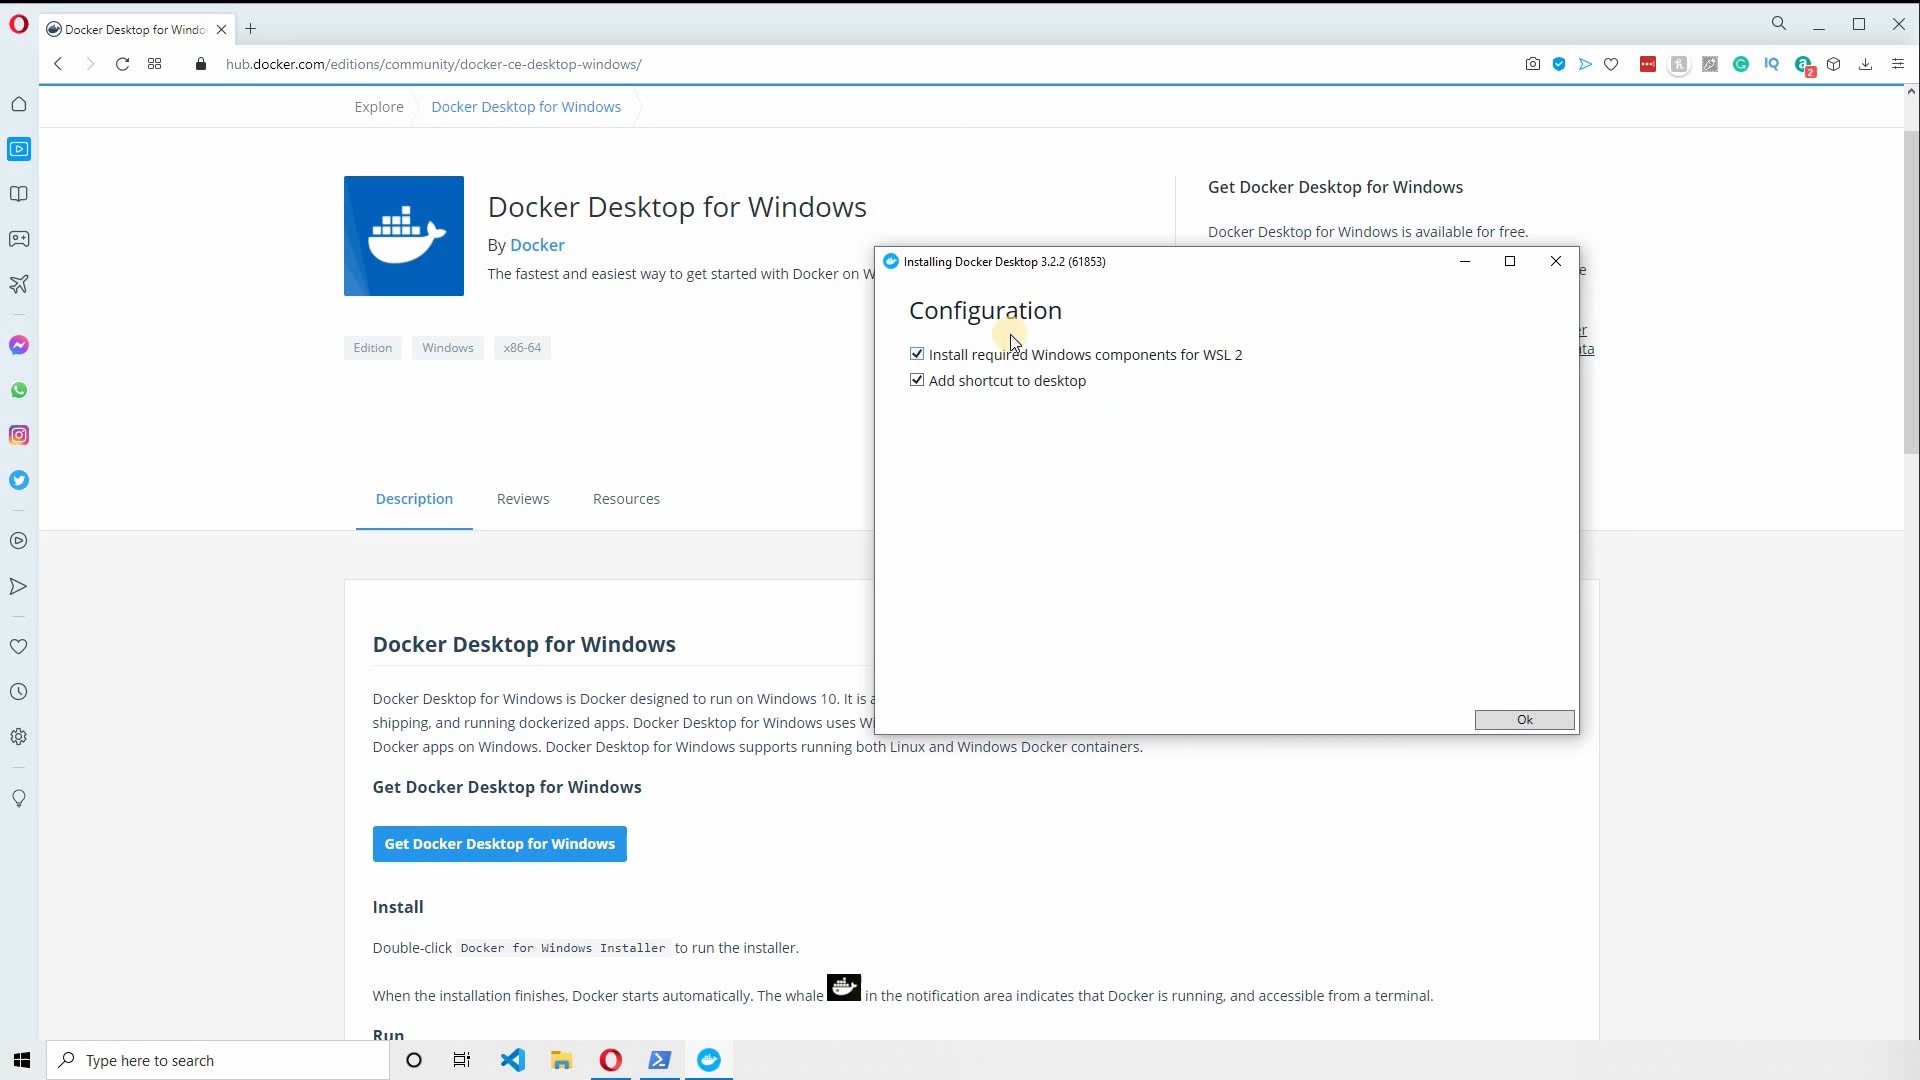 Docker Desktop for Windo
hub.docker.com/editions/community/docker-ce-desktop-windows/
2
Explore
Docker Desktop for Windows
Docker Desktop for Windows
By Docker
The fastest and easiest way to get started with Docker on W
Edition
Windows
x86-64
Get Docker Desktop for Windows
Docker Desktop for Windows is available for free.
e
er
ata
Installing Docker Desktop 3.2.2 (61853)
Configuration
Install required Windows components for WSL 2
Add shortcut to desktop
Ok
Description
Reviews
Resources
Docker Desktop for Windows
Docker Desktop for Windows is Docker designed to run on Windows 10. It is a
shipping, and running dockerized apps. Docker Desktop for Windows uses Wi
Docker apps on Windows. Docker Desktop for Windows supports running both Linux and Windows Docker containers.
Get Docker Desktop for Windows
Get Docker Desktop for Windows
Install
Double-click Docker for Windows Installer to run the installer.
When the installation finishes, Docker starts automatically. The whale in the notification area indicates that Docker is running, and accessible from a terminal.
Run
Type here to search